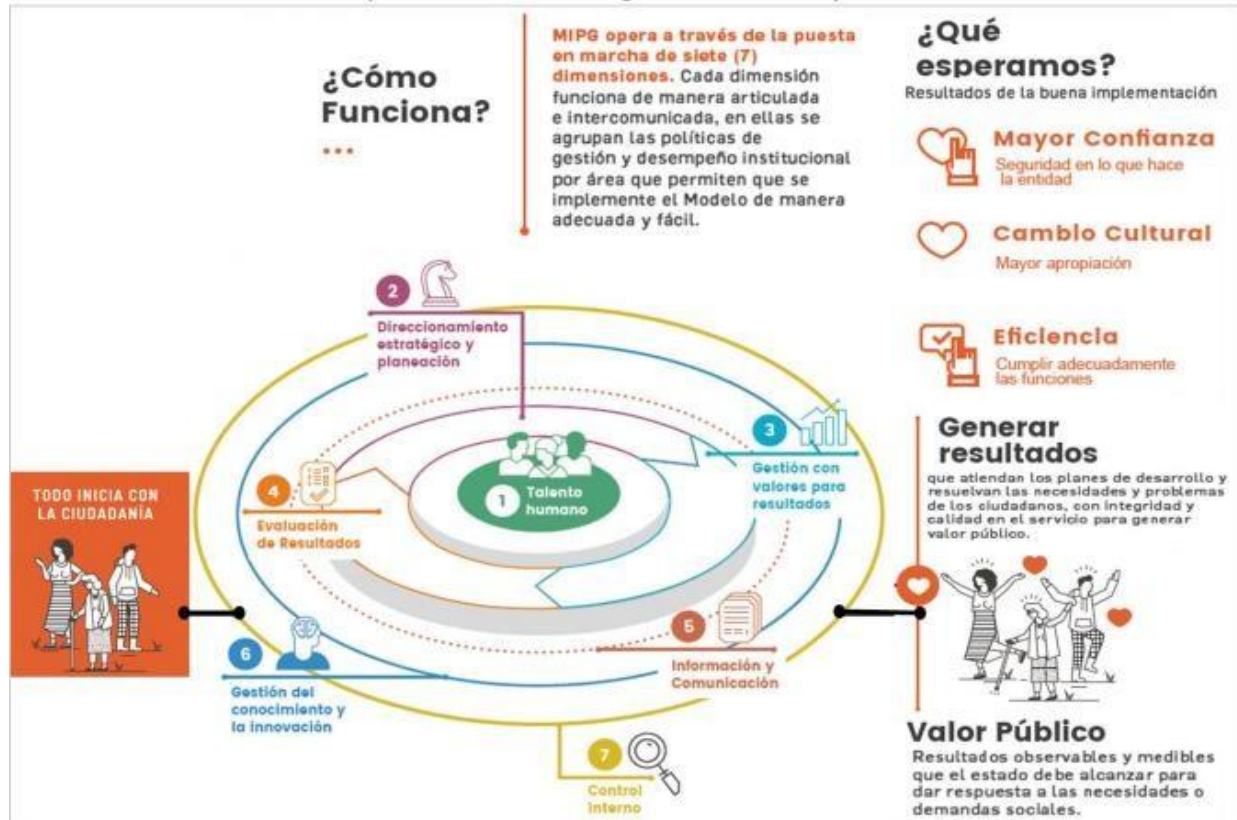 ¿Cómo
Funciona?
...
MIPG opera a través de la puesta
en marcha de siete (7)
dimensiones. Cada dimensión
funciona de manera articulada
e intercomunicada, en ellas se
agrupan las políticas de
gestión y desempeño institucional
por área que permiten que se
implemente el Modelo de manera
adecuada y fácil.
¿Qué
esperamos?
Resultados de la buena implementación
Mayor Confianza
Seguridad en lo que hace
la entidad
Cambio Cultural
Mayor apropiación
Eficiencia
Cumplir adecuadamente
las funciones
2
Direccionamiento
estratégico y
planeación
3
Gestión con
valores para
resultados
1
Talento
humano
4
Evaluación
de Resultados
5
Información y
Comunicación
6
Gestión del
conocimiento y
la innovación
7
Control
Interno
TODO INICIA CON
LA CIUDADANÍA
Generar
resultados
que atiendan los planes de desarrollo y
resuelvan las necesidades y problemas
de los ciudadanos, con integridad y
calidad en el servicio para generar
valor público.
Valor Público
Resultados observables y medibles
que el estado debe alcanzar para
dar respuesta a las necesidades o
demandas sociales.